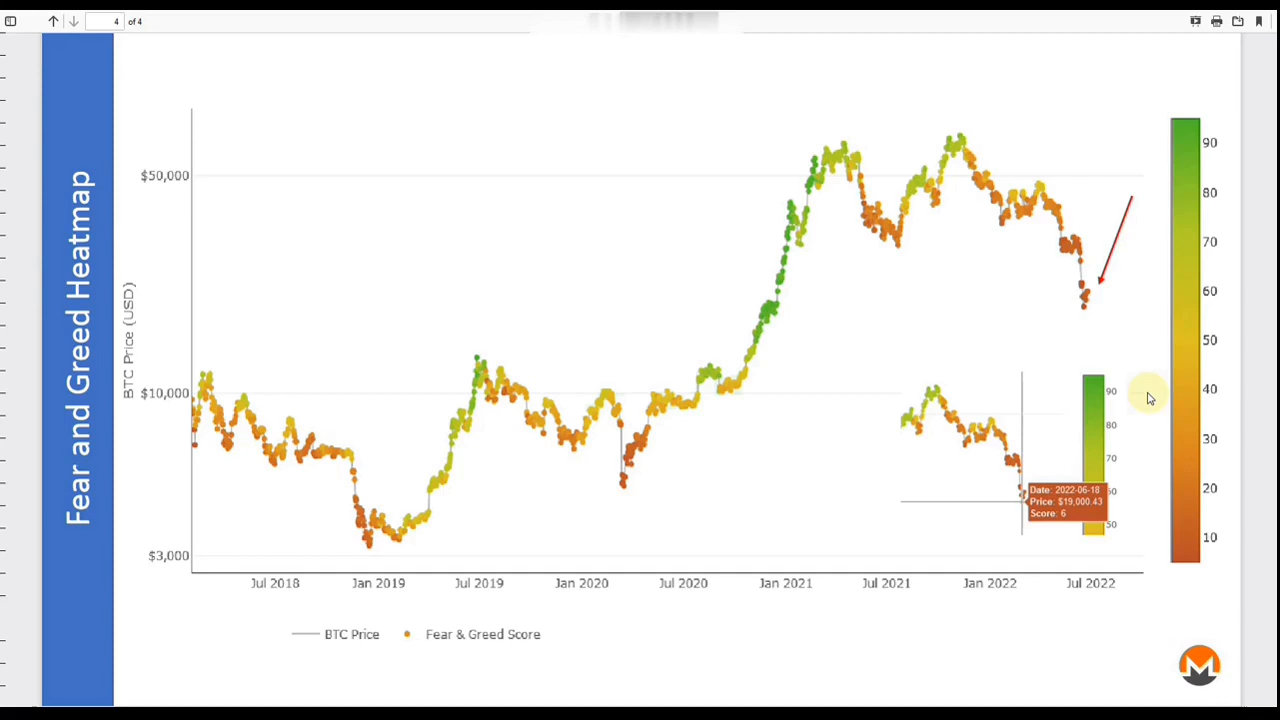 4 of 4
Fear and Greed Heatmap
BTC Price (USD)
$50,000
$10,000
$3,000
Jul 2018 Jan 2019 Jul 2019 Jan 2020 Jul 2020 Jan 2021 Jul 2021 Jan 2022 Jul 2022
BTC Price Fear & Greed Score
90
80
70
60
50
Date: 2022-06-18
Price: $19,000.43
Score: 6
90
80
70
60
50
40
30
20
10